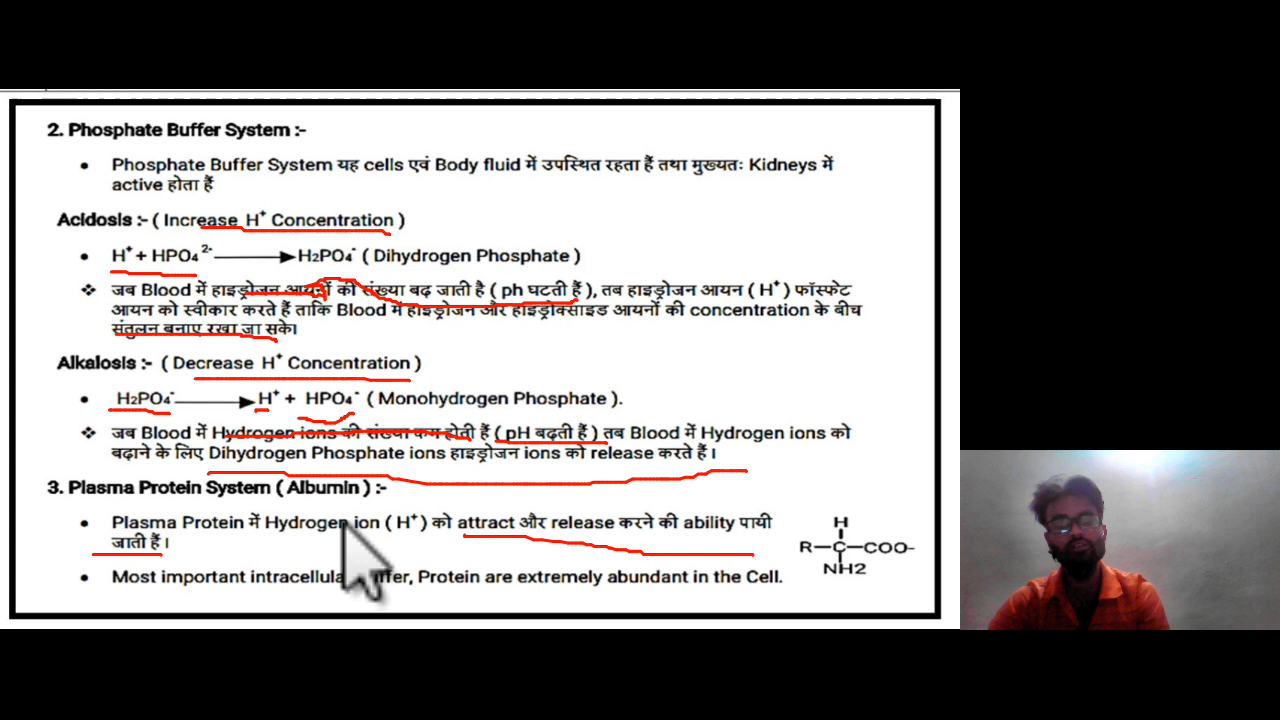 2. Phosphate Buffer System :-
• Phosphate Buffer System यह cells एवं Body fluid में उपस्थित रहता हैं तथा मुख्यतः Kidneys में
active होता हैं
Acidosis :- ( Increase H⁺ Concentration )
• H⁺ + HPO₄²⁻ ⟶ H₂PO₄⁻ ( Dihydrogen Phosphate )
❖ जब Blood में हाइड्रोजन आयनों की संख्या बढ़ जाती है ( ph घटती हैं ), तब हाइड्रोजन आयन ( H⁺ ) फॉस्फेट
आयन को स्वीकार करते हैं ताकि Blood में हाइड्रोजन और हाइड्रोक्साइड आयनों की concentration के बीच
संतुलन बनाए रखा जा सके।
Alkalosis :- ( Decrease H⁺ Concentration )
• H₂PO₄⁻ ⟶ H⁺ + HPO₄⁻ ( Monohydrogen Phosphate ).
❖ जब Blood में Hydrogen ions की संख्या कम होती हैं ( pH बढ़ती हैं ) तब Blood में Hydrogen ions को
बढ़ाने के लिए Dihydrogen Phosphate ions हाइड्रोजन ions को release करते हैं।
3. Plasma Protein System ( Albumin ) :-
• Plasma Protein में Hydrogen ion ( H⁺ ) को attract और release करने की ability पायी
जाती हैं।
H
R–C–COO-
NH2
• Most important Protein are extremely abundant in the Cell.